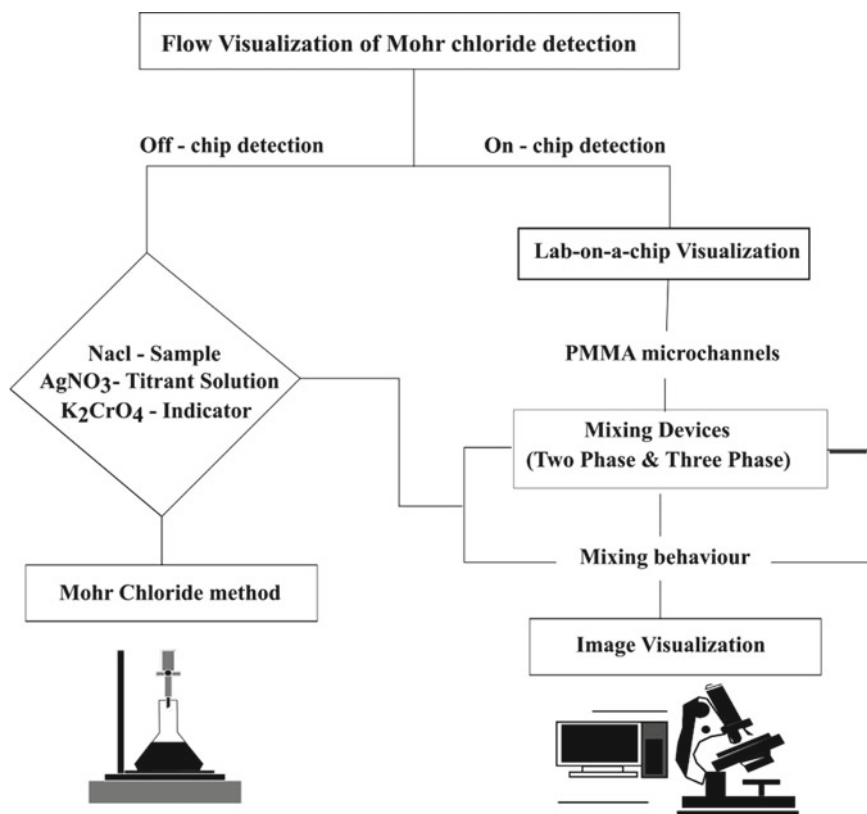 Flow Visualization of Mohr chloride detection
Off - chip detection
On - chip detection
Lab-on-a-chip Visualization
Nacl - Sample
AgNO3- Titrant Solution
K2CrO4 - Indicator
PMMA microchannels
Mixing Devices
(Two Phase & Three Phase)
Mixing behaviour
Mohr Chloride method
Image Visualization